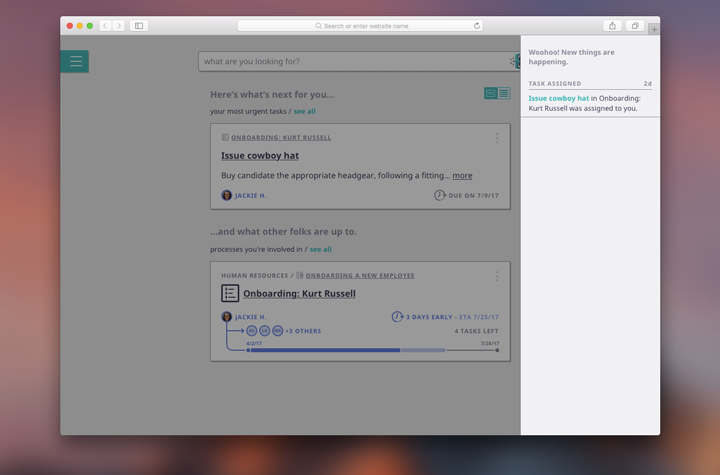 Search or enter website name
what are you looking for?
Here's what's next for you...
your most urgent tasks / see all
ONBOARDING: KURT RUSSELL
Issue cowboy hat
Buy candidate the appropriate headgear, following a fitting... more
JACKIE H.
DUE ON 7/9/17
...and what other folks are up to.
processes you're involved in / see all
HUMAN RESOURCES / ONBOARDING A NEW EMPLOYEE
Onboarding: Kurt Russell
JACKIE H.
3 DAYS EARLY - ETA 7/25/17
+3 OTHERS
4 TASKS LEFT
4/2/17
7/28/17
Woohoo! New things are
happening.
TASK ASSIGNED 2d
Issue cowboy hat in Onboarding:
Kurt Russell was assigned to you.